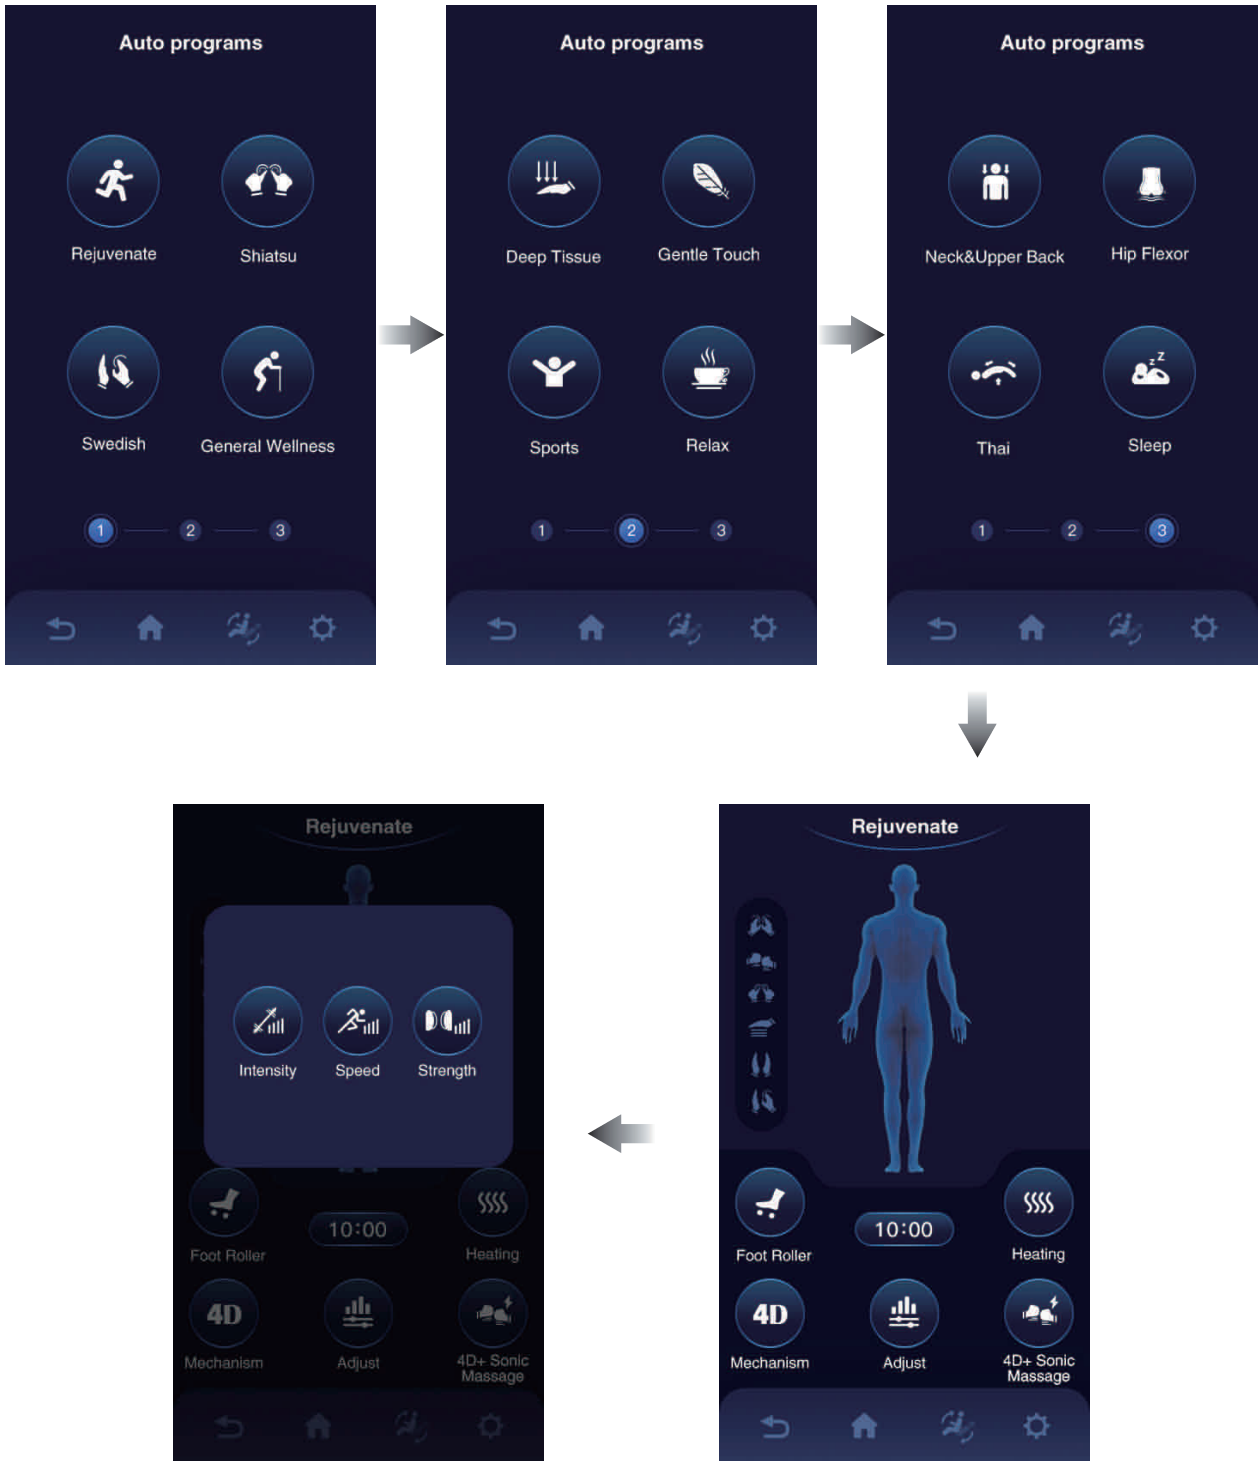 Auto programs
Rejuvenate
Shiatsu
Swedish
General Wellness
1
2
3
Auto programs
Deep Tissue
Gentle Touch
Sports
Relax
1
2
3
Auto programs
Neck&Upper Back
Hip Flexor
Thai
Sleep
1
2
3
Rejuvenate
Foot Roller
10:00
Heating
4D
Mechanism
Adjust
4D+ Sonic
Massage
Rejuvenate
Intensity
Speed
Strength
Foot Roller
10:00
Heating
4D
Mechanism
Adjust
4D+ Sonic
Massage